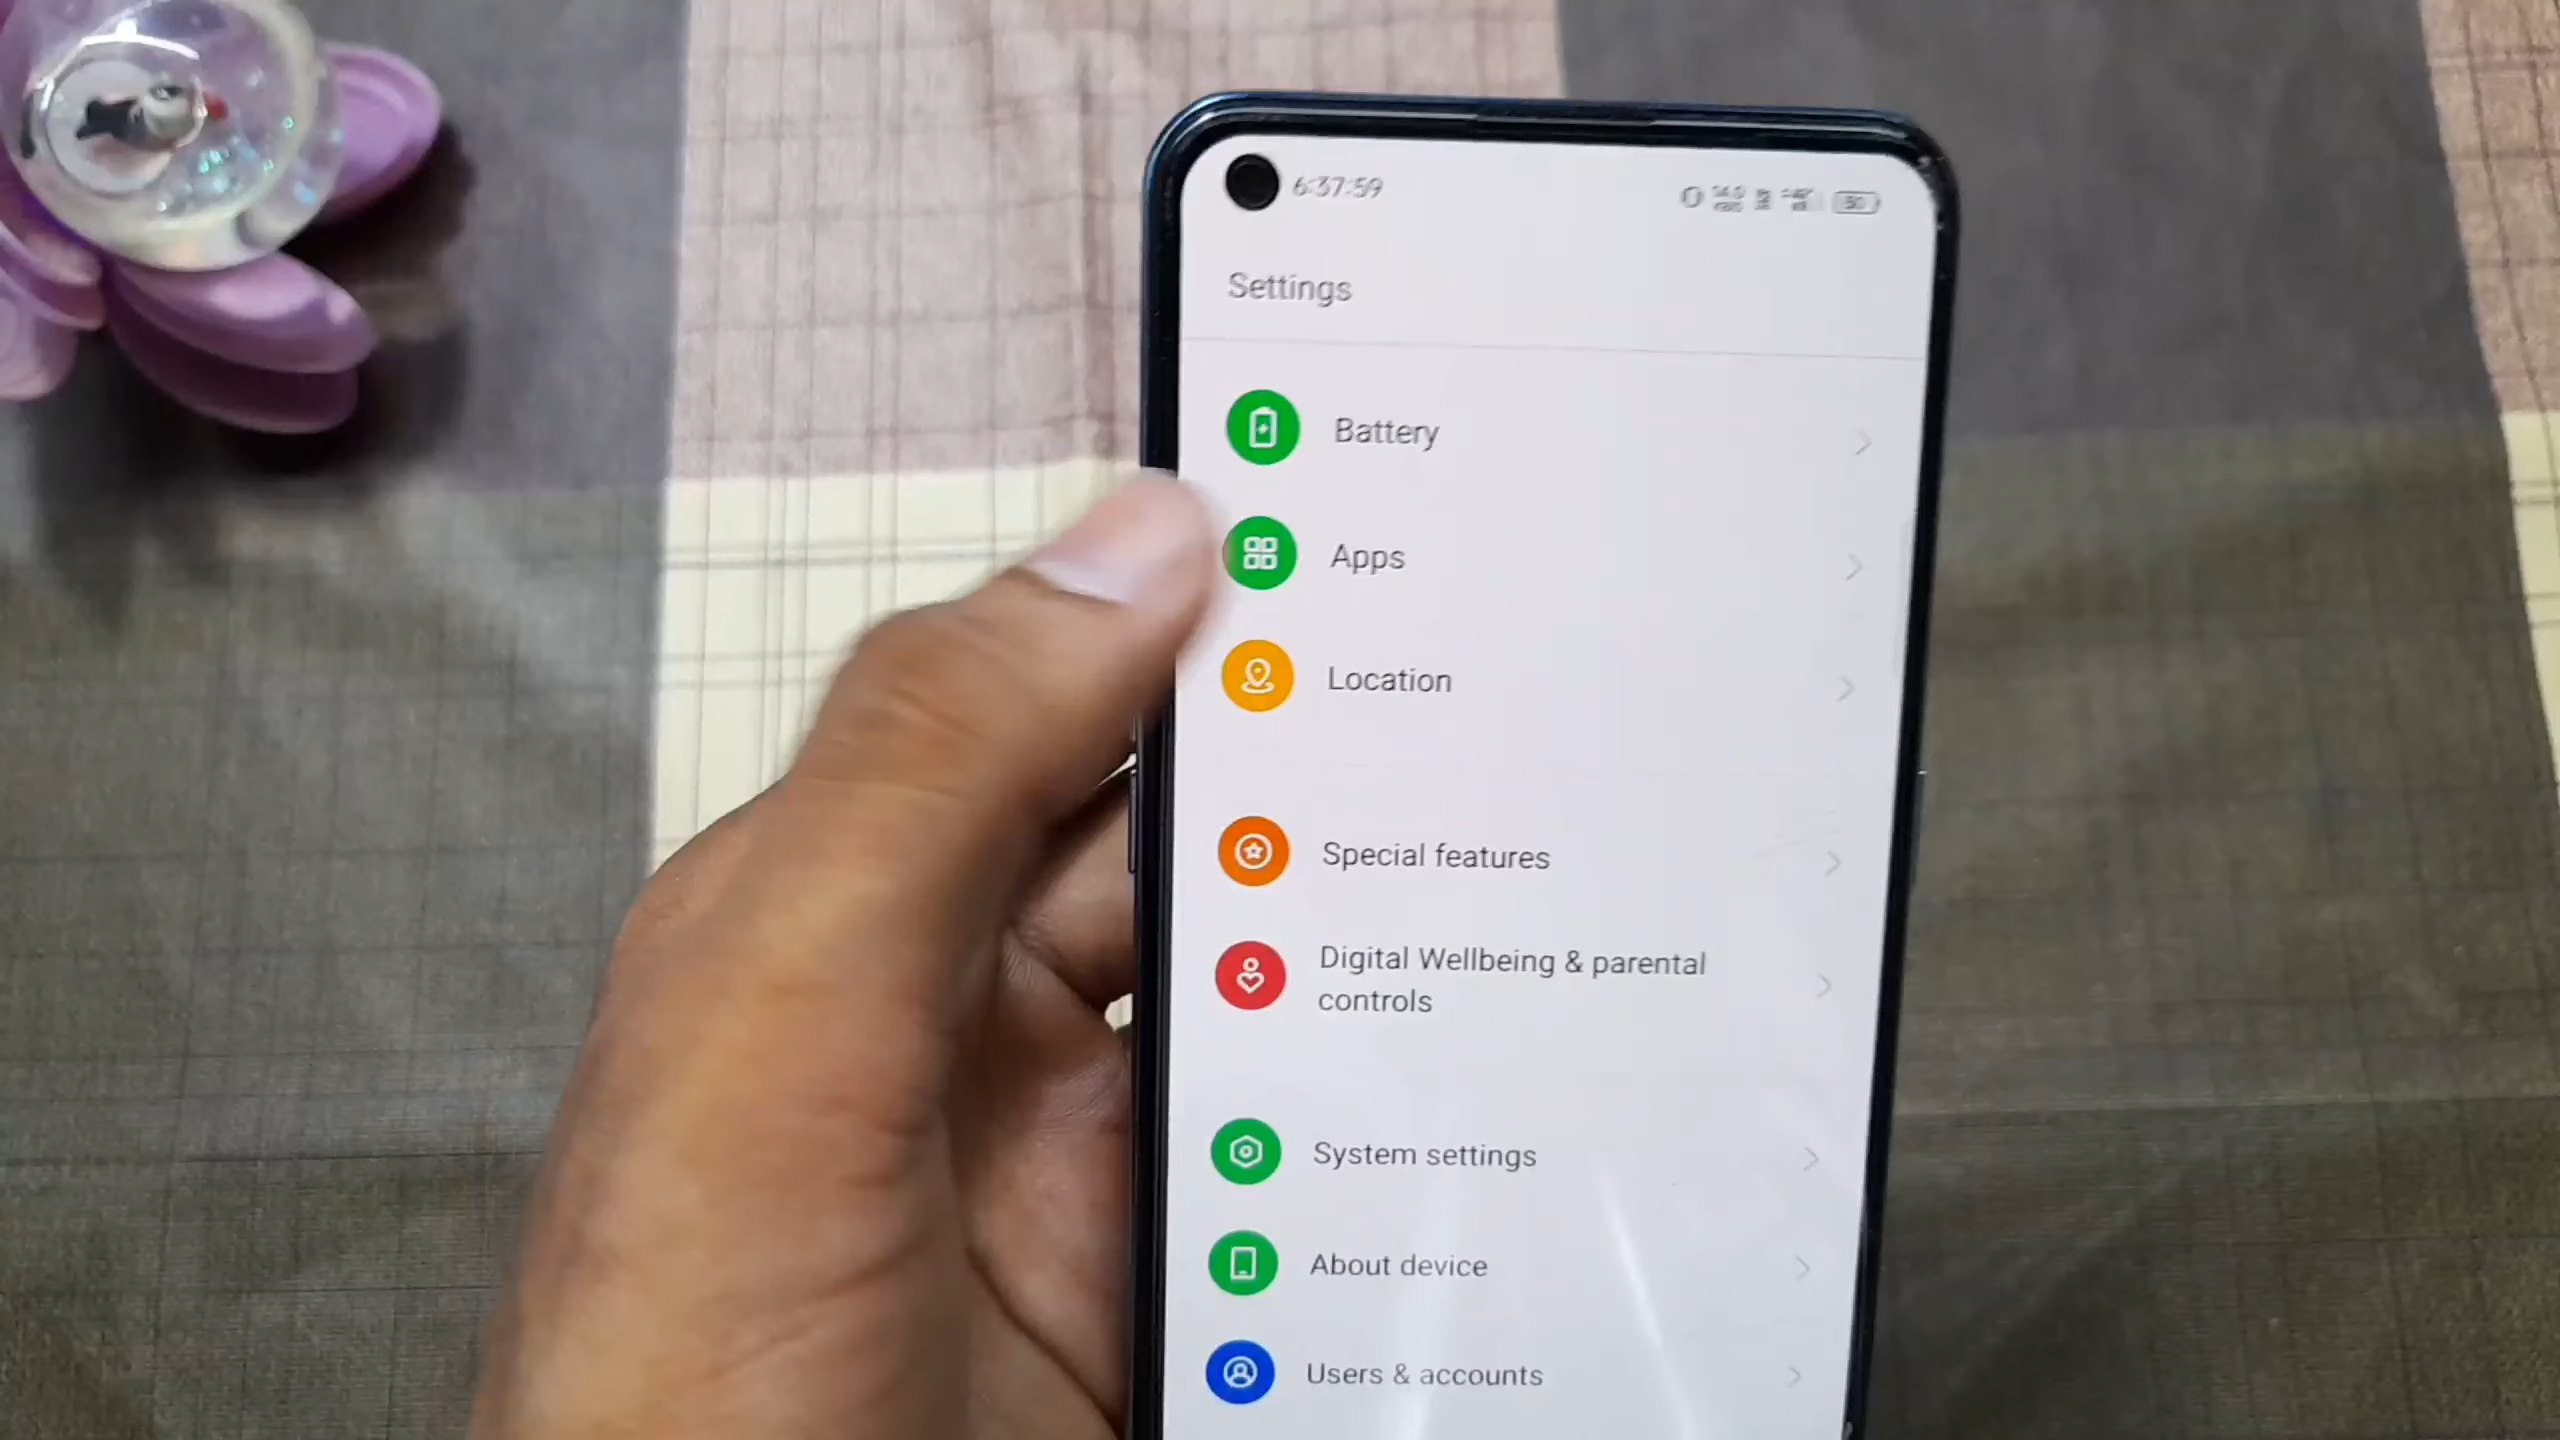 6:37:59
Settings
Battery
Apps
Location
Special features
Digital Wellbeing & parental
controls
System settings
About device
Users & accounts